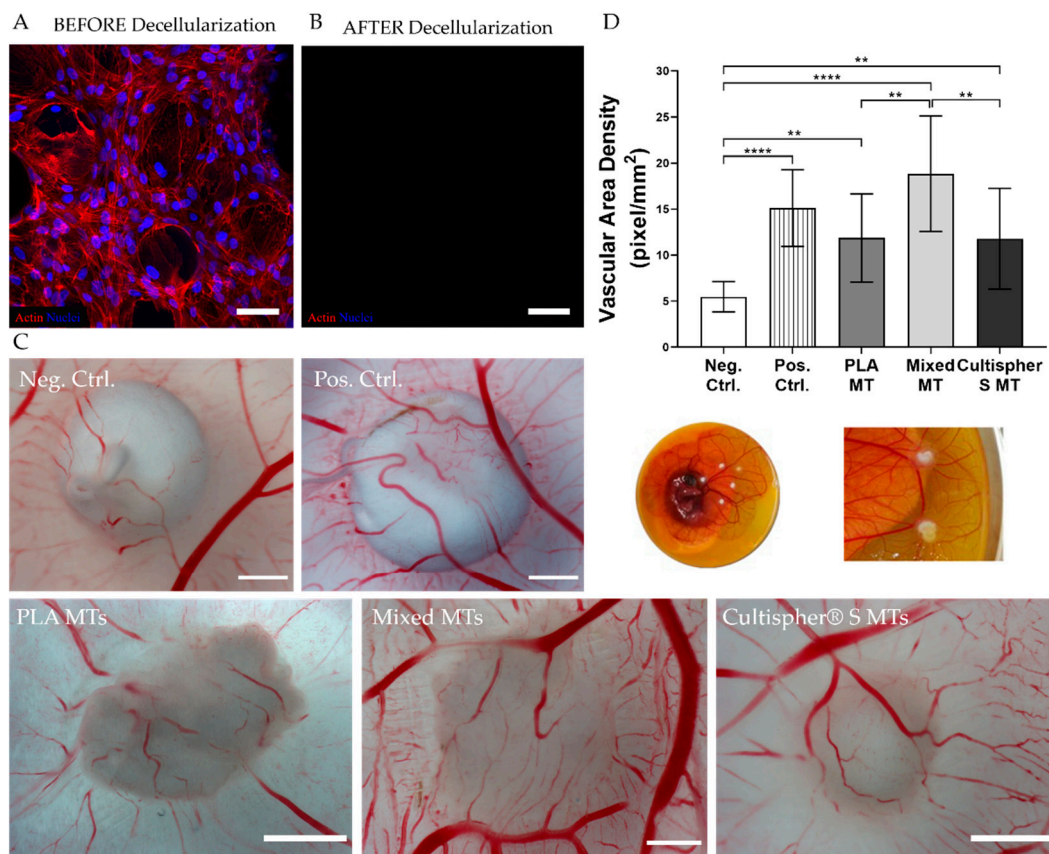 A
BEFORE Decellularization
B
AFTER Decellularization
Actin Nuclei
Actin Nuclei
C
Neg. Ctrl.
Pos. Ctrl.
PLA MTs
Mixed MTs
Cultispher® S MTs
D
Vascular Area Density
(pixel/mm²)
30
25
20
15
10
5
0
**
****
** **
**
****
Neg.
Ctrl.
Pos.
Ctrl.
PLA
MT
Mixed
MT
Cultispher
S MT